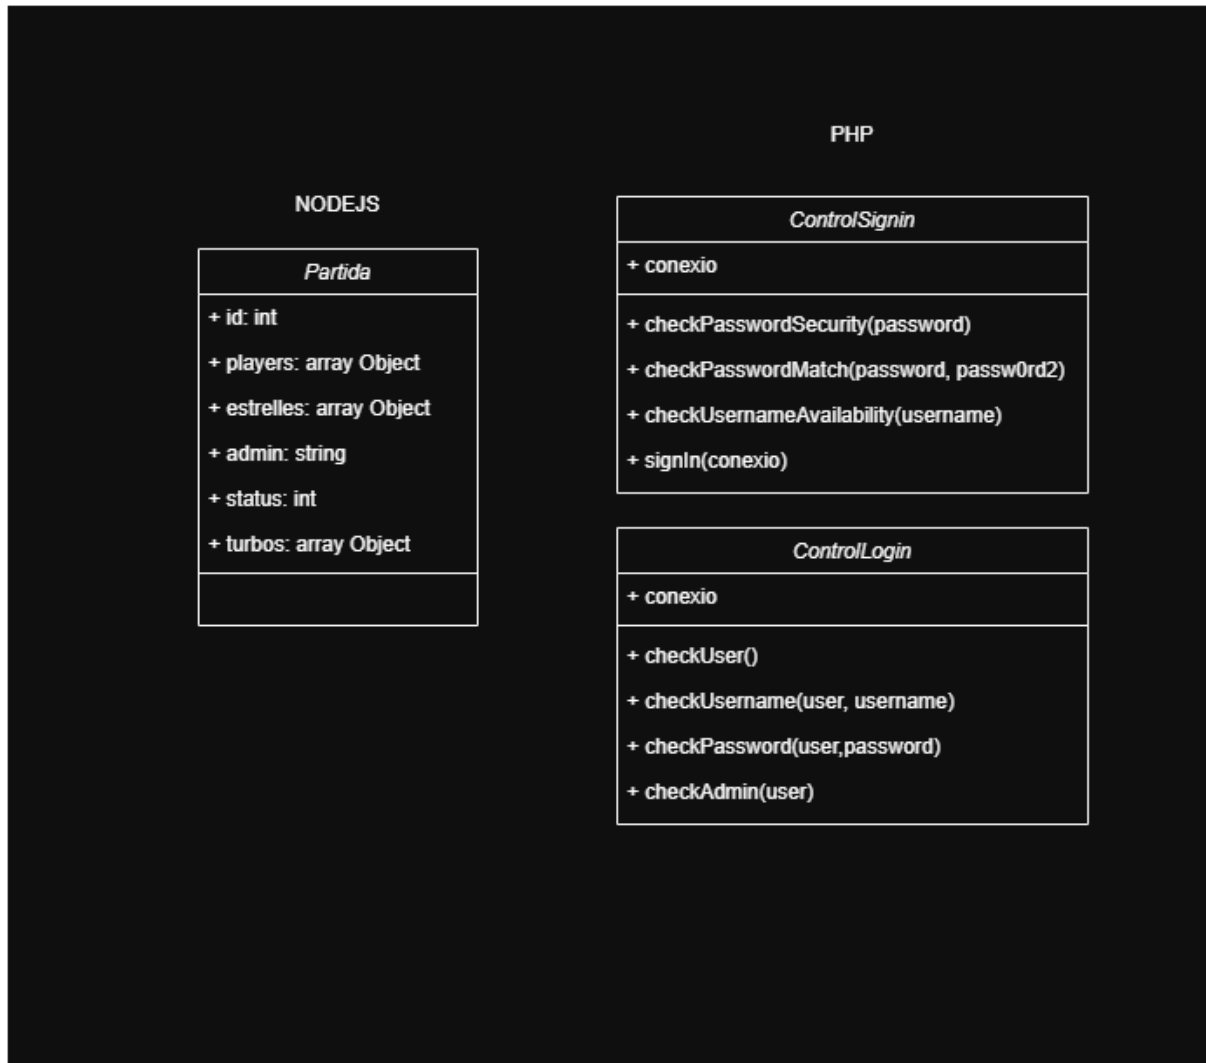 NODEJS
Partida
+ id: int
+ players: array Object
+ estrelles: array Object
+ admin: string
+ status: int
+ turbos: array Object
PHP
ControlSignin
+ conexio
+ checkPasswordSecurity(password)
+ checkPasswordMatch(password, passw0rd2)
+ checkUsernameAvailability(username)
+ signIn(conexio)
ControlLogin
+ conexio
+ checkUser()
+ checkUsername(user, username)
+ checkPassword(user,password)
+ checkAdmin(user)